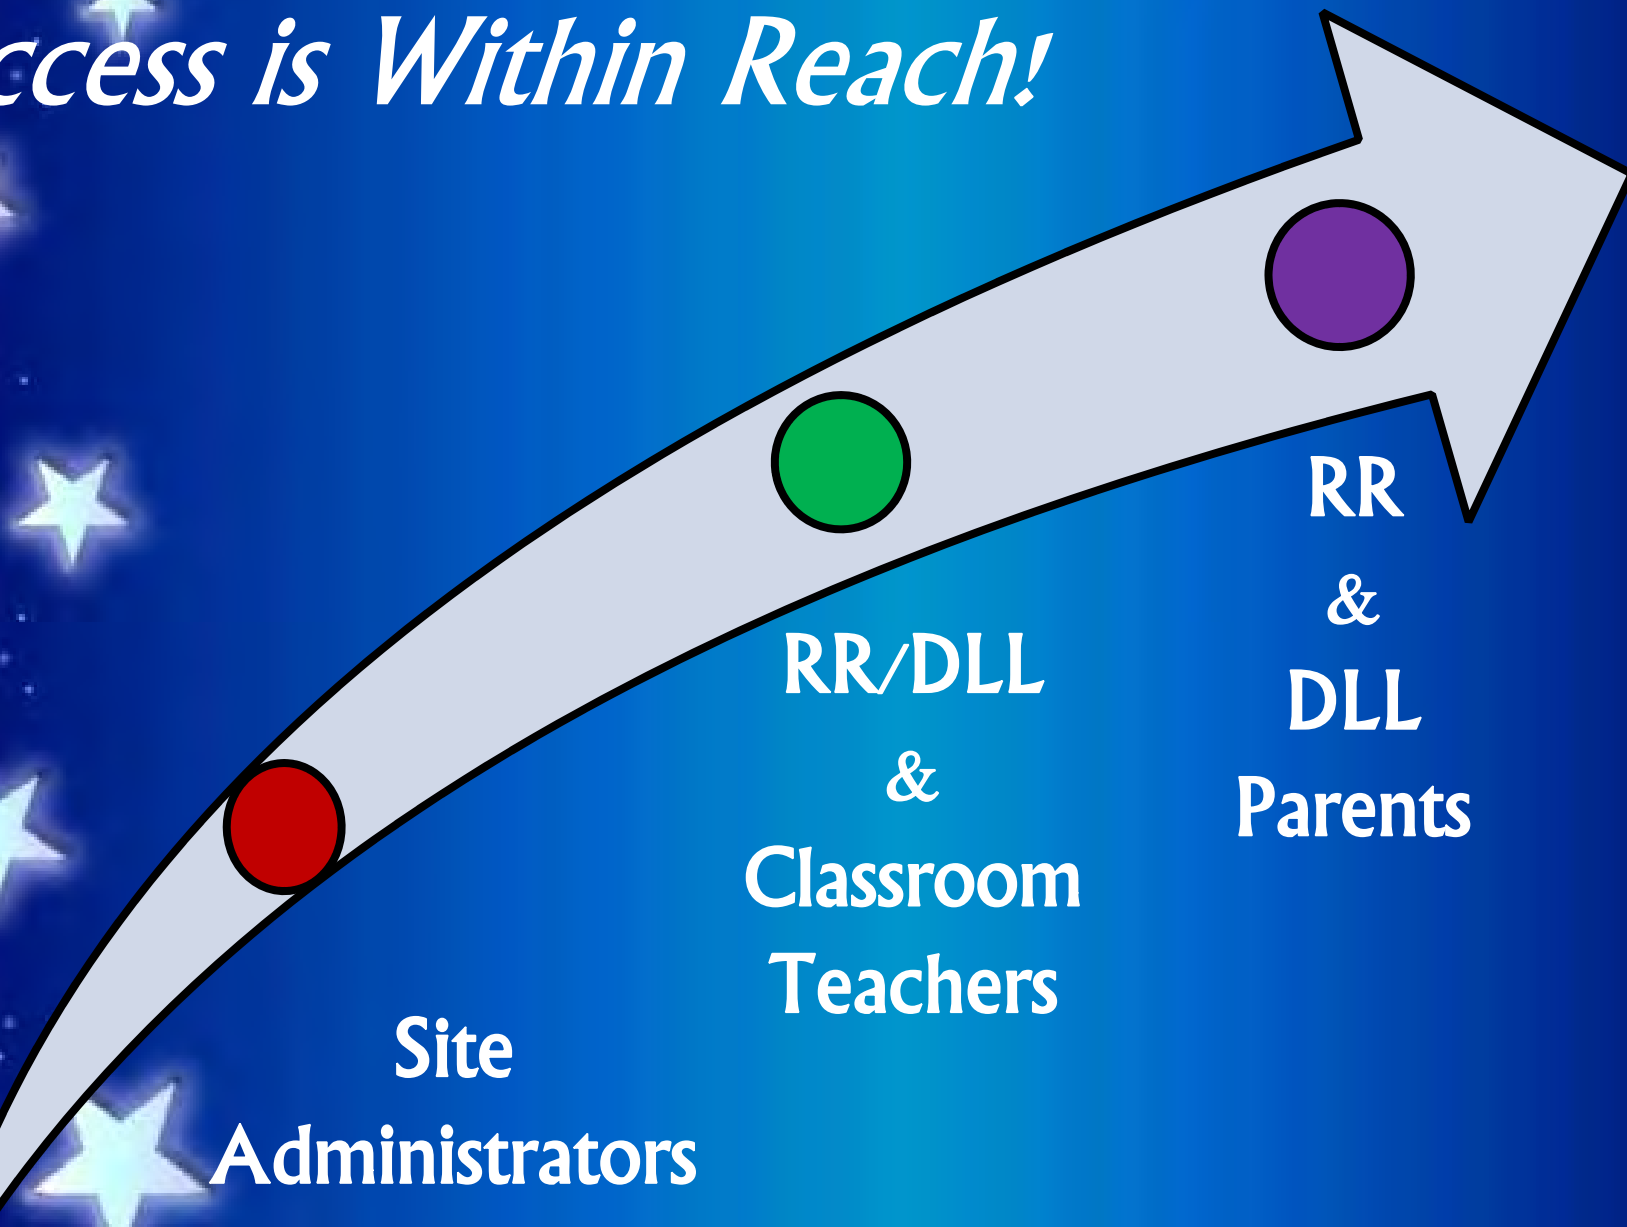 ccess is Within Reach!
RR
&
DLL
Parents
RR/DLL
&
Classroom
Teachers
Site
Administrators